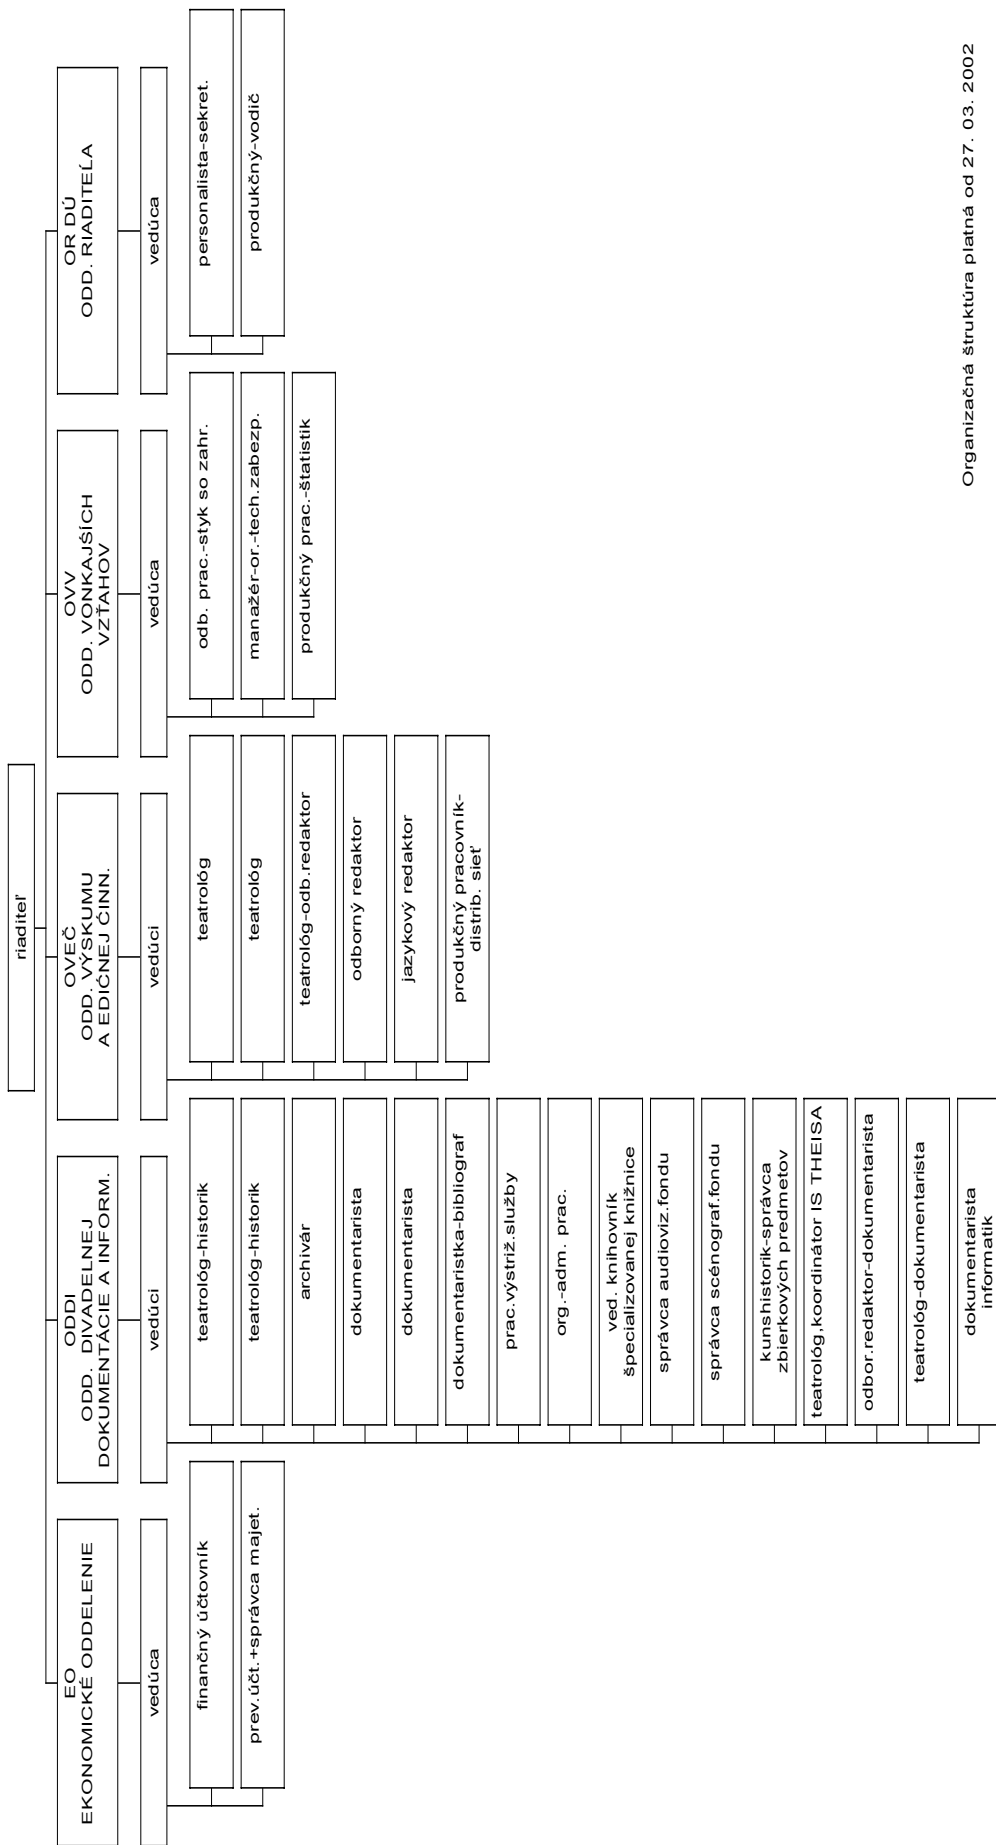 riaditeľ
EO
EKONOMICKÉ ODDELENIE
vedúca
finančný účtovník
prev.účt.+správca majet.
ODDI
ODD. DIVADELNEJ
DOKUMENTÁCIE A INFORM.
vedúci
teatrológ-historik
teatrológ-historik
archivár
dokumentarista
dokumentarista
dokumentaristka-bibliograf
prac.výstriž.služby
org.-adm. prac.
ved. knihovník
špecializovanej knižnice
správca audioviz.fondu
správca scénograf.fondu
kunshistorik-správca
zbierkových predmetov
teatrológ,koordinátor IS THEISA
odbor.redaktor-dokumentarista
teatrológ-dokumentarista
dokumentarista
informatik
OVEČ
ODD. VÝSKUMU
A EDIČNEJ ČINN.
vedúci
teatrológ
teatrológ
teatrológ-odb.redaktor
odborný redaktor
jazykový redaktor
produkčný pracovník-
distrib. sieť
OVV
ODD. VONKAJŠÍCH
VZŤAHOV
vedúca
odb. prac.-styk so zahr.
manažér-or.-tech.zabezp.
produkčný prac.-štatistik
OR DÚ
ODD. RIADITEĽA
vedúca
personalista-sekret.
produkčný-vodič
Organizačná štruktúra platná od 27. 03. 2002